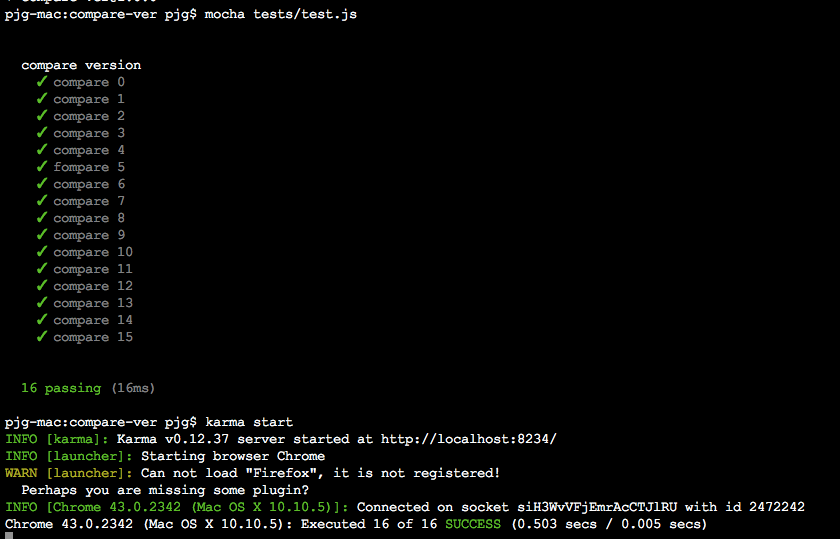 pjg-mac:compare-ver pjg$ mocha tests/test.js
compare version
✓ compare 0
✓ compare 1
✓ compare 2
✓ compare 3
✓ compare 4
✓ fompare 5
✓ compare 6
✓ compare 7
✓ compare 8
✓ compare 9
✓ compare 10
✓ compare 11
✓ compare 12
✓ compare 13
✓ compare 14
✓ compare 15
16 passing (16ms)
pjg-mac:compare-ver pjg$ karma start
INFO [karma]: Karma v0.12.37 server started at http://localhost:8234/
INFO [launcher]: Starting browser Chrome
WARN [launcher]: Can not load "Firefox", it is not registered!
Perhaps you are missing some plugin?
INFO [Chrome 43.0.2342 (Mac OS X 10.10.5)]: Connected on socket siH3WvVFjEmrAcCTJlRU with id 2472242
Chrome 43.0.2342 (Mac OS X 10.10.5): Executed 16 of 16 SUCCESS (0.503 secs / 0.005 secs)